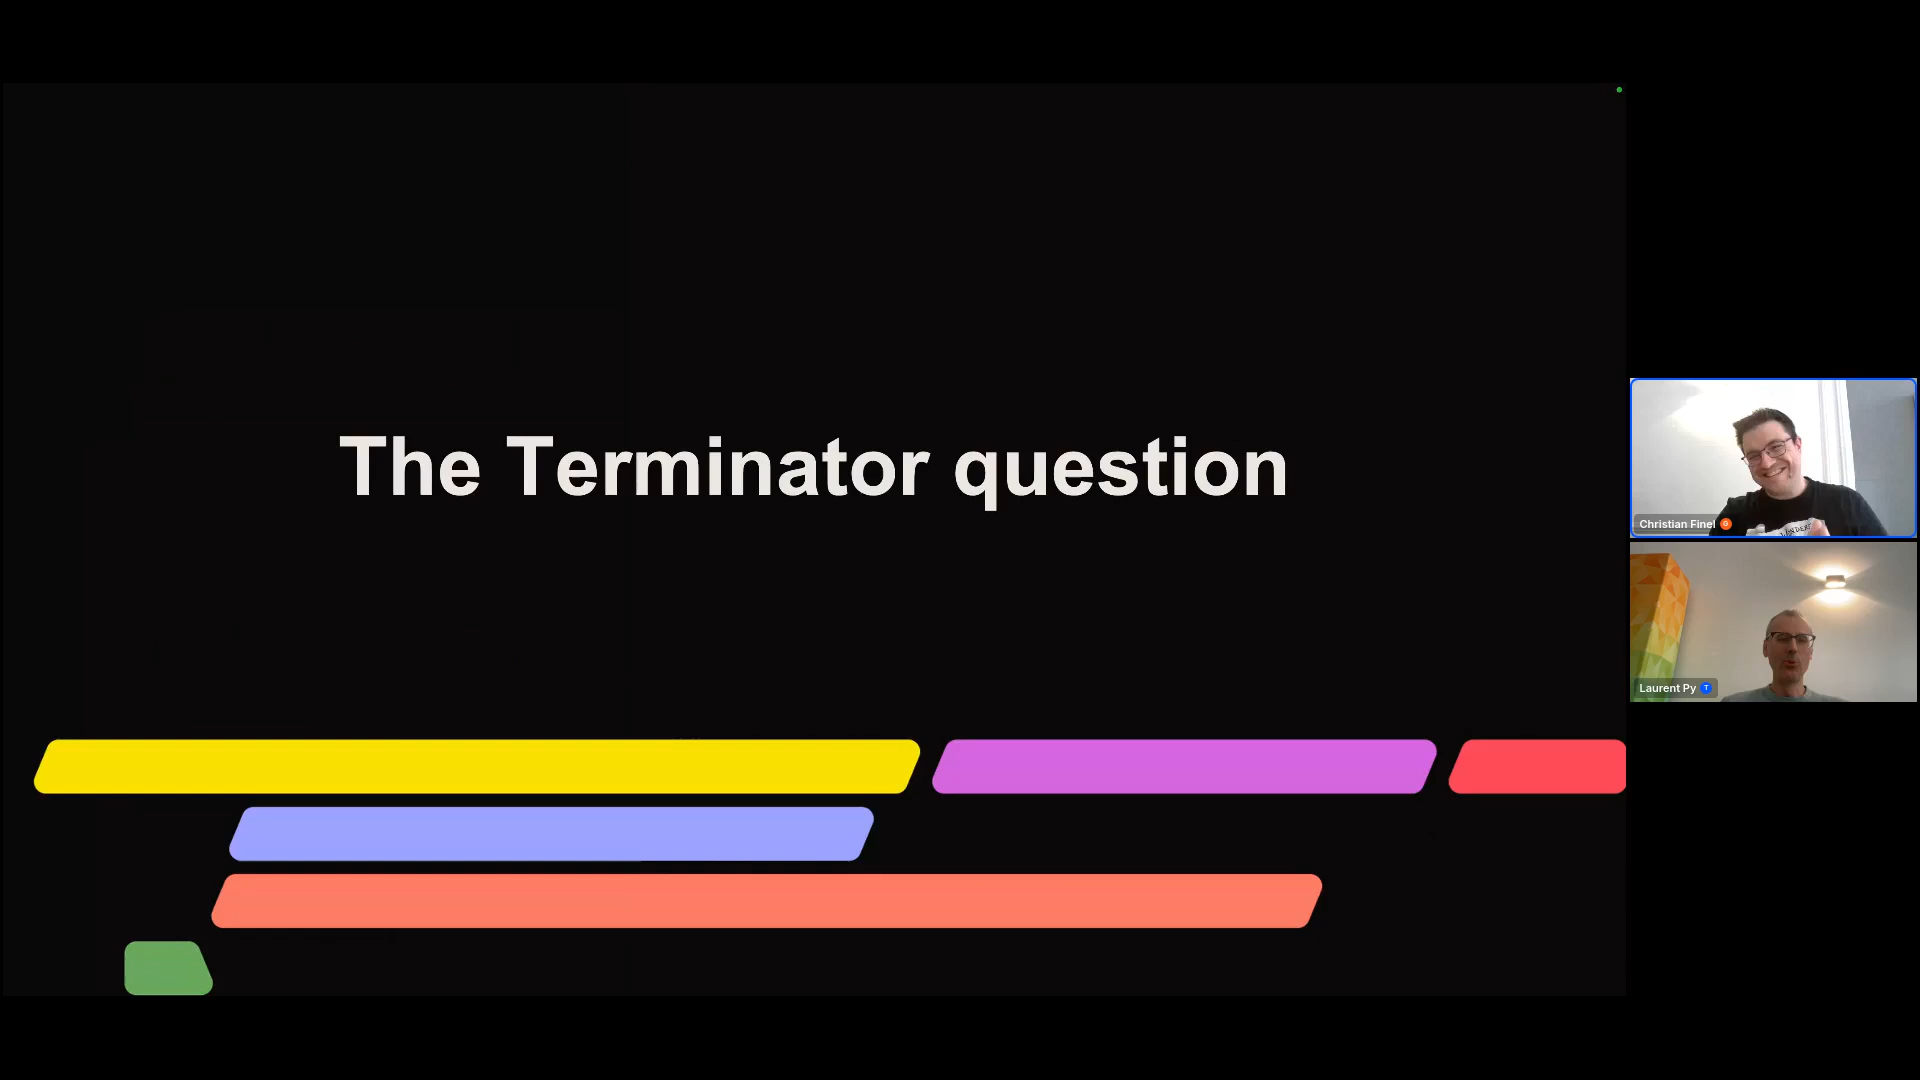 The Terminator question
Christian Finel
G
Laurent Py
T